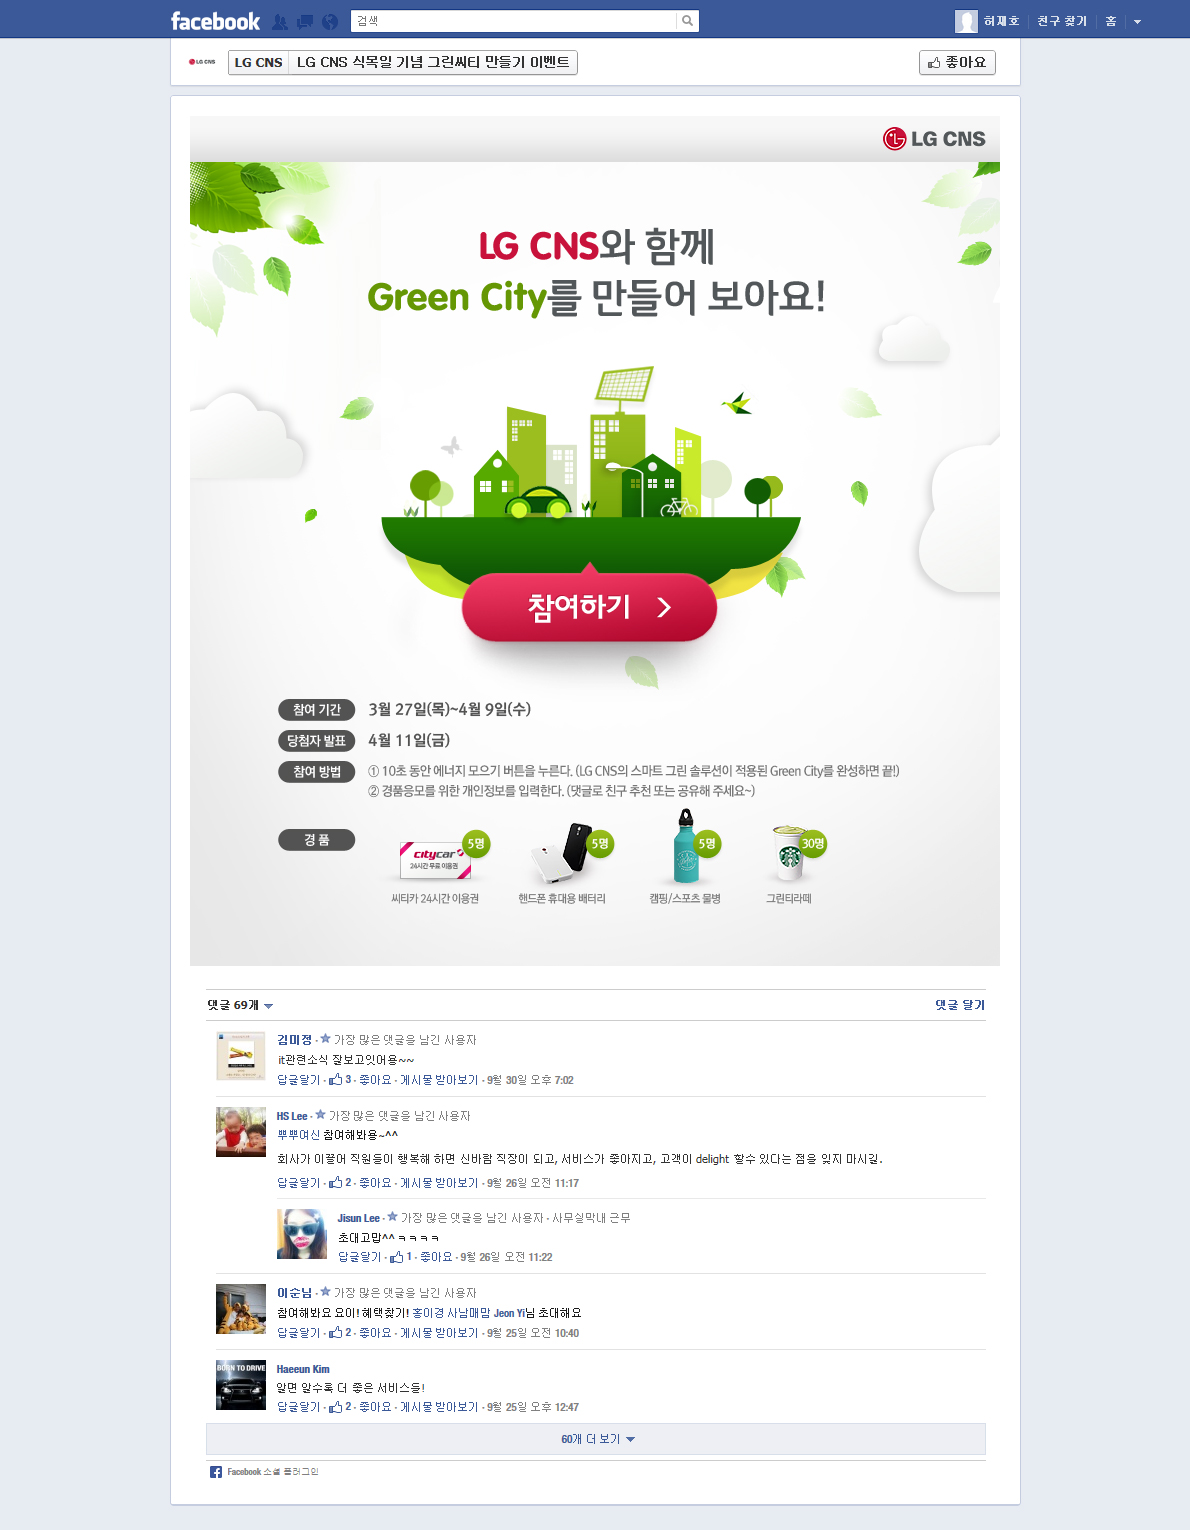 facebook
검색
허재호
친구 찾기
홈
LG CNS
LG CNS
LG CNS 식목일 기념 그린씨티 만들기 이벤트
좋아요
LG CNS
LG CNS와 함께
Green City를 만들어 보아요!
참여하기
참여 기간
3월 27일(목)~4월 9일(수)
당첨자 발표
4월 11일(금)
참여 방법
① 10초 동안 에너지 모으기 버튼을 누른다. (LG CNS의 스마트 그린 솔루션이 적용된 Green City를 완성하면 끝!)
② 경품응모를 위한 개인정보를 입력한다. (댓글로 친구 추천 또는 공유해 주세요~)
경 품
citycar
24시간 무료 이용권
5명
5명
5명
30명
씨티카 24시간 이용권
핸드폰 휴대용 배터리
캠핑/스포츠 물병
그린티라떼
댓글 69개
댓글 달기
김미정 · 가장 많은 댓글을 남긴 사용자
it관련소식 잘보고잇어용~~
답글달기 · 3 · 좋아요 · 게시물 받아보기 · 9월 30일 오후 7:02
HS Lee · 가장 많은 댓글을 남긴 사용자
뿌뿌여신 참여해봐용~^^
회사가 이끌어 직원들이 행복해 하면 신바람 직장이 되고, 서비스가 좋아지고, 고객이 delight 할수 있다는 점을 잊지 마시길.
답글달기 · 2 · 좋아요 · 게시물 받아보기 · 9월 26일 오전 11:17
Jisun Lee · 가장 많은 댓글을 남긴 사용자 · 사무실막내 근무
초대고맙^^ ㅋㅋㅋㅋ
답글달기 · 1 · 좋아요 · 9월 26일 오전 11:22
이순님 · 가장 많은 댓글을 남긴 사용자
참여해봐요 요이! 혜택찾기! 홍이경 사남매맘 Jeon Yi님 초대해요
답글달기 · 2 · 좋아요 · 게시물 받아보기 · 9월 25일 오전 10:40
BORN TO DRIVE
Haeeun Kim
알면 알수록 더 좋은 서비스들!
답글달기 · 2 · 좋아요 · 게시물 받아보기 · 9월 25일 오후 12:47
60개 더 보기
Facebook 소셜 플러그인